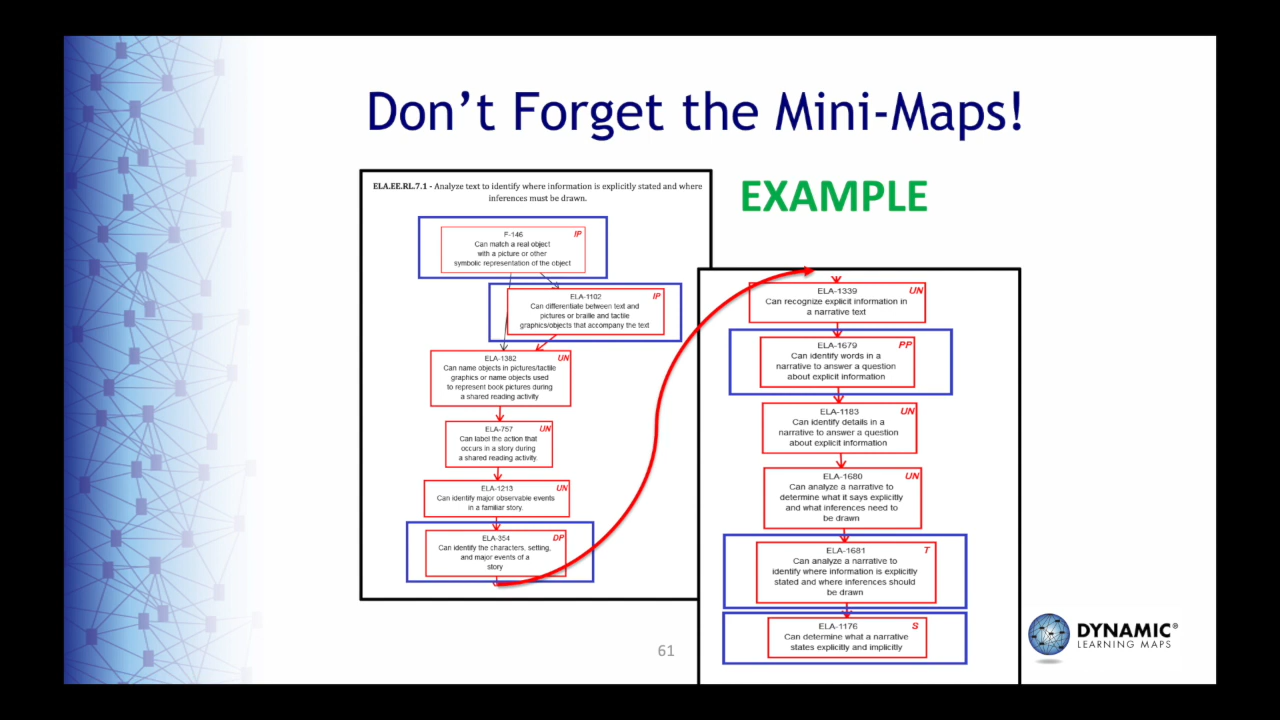 Don't Forget the Mini-Maps!
ELA.EE.RL.7.1 - Analyze text to identify where information is explicitly stated and where
inferences must be drawn.
F-146 IP
Can match a real object
with a picture or other
symbolic representation of the object
ELA-1102 IP
Can differentiate between text and
pictures or braille and tactile
graphics/objects that accompany the text
ELA-1382 UN
Can name objects in pictures/tactile
graphics or name objects used
to represent book pictures during
a shared reading activity
ELA-757 UN
Can label the action that
occurs in a story during
a shared reading activity.
ELA-1213 UN
Can identify major observable events
in a familiar story.
ELA-354 DP
Can identify the characters, setting,
and major events of a
story
EXAMPLE
ELA-1339 UN
Can recognize explicit information in
a narrative text
ELA-1679 PP
Can identify words in a
narrative to answer a question
about explicit information
ELA-1183 UN
Can identify details in a
narrative to answer a question
about explicit information
ELA-1680 UN
Can analyze a narrative to
determine what it says explicitly
and what inferences need to
be drawn
ELA-1681 T
Can analyze a narrative to
identify where information is explicitly
stated and where inferences should
be drawn
ELA-1176 S
Can determine what a narrative
states explicitly and implicitly
61
DYNAMIC®
LEARNING MAPS